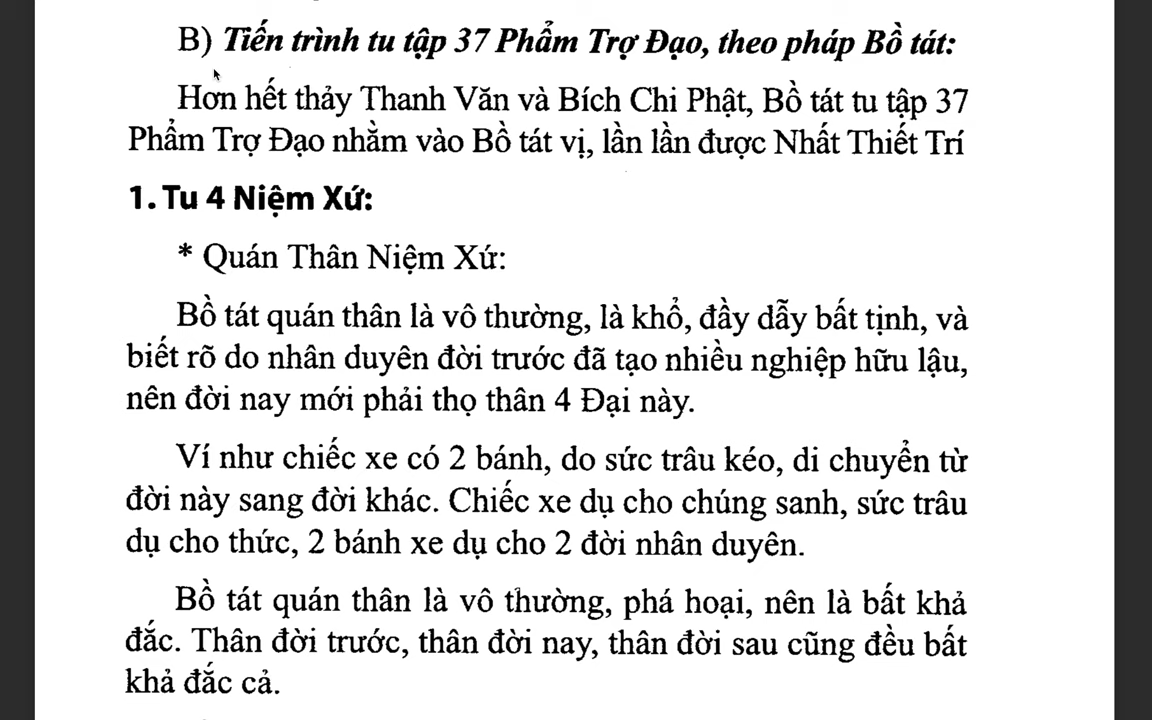 B) Tiến trình tu tập 37 Phẩm Trợ Đạo, theo pháp Bồ tát:
Hơn hết thảy Thanh Văn và Bích Chi Phật, Bồ tát tu tập 37
Phẩm Trợ Đạo nhằm vào Bồ tát vị, lần lần được Nhất Thiết Trí
1. Tu 4 Niệm Xứ:
* Quán Thân Niệm Xứ:
Bồ tát quán thân là vô thường, là khổ, đầy dẫy bất tịnh, và
biết rõ do nhân duyên đời trước đã tạo nhiều nghiệp hữu lậu,
nên đời nay mới phải thọ thân 4 Đại này.
Ví như chiếc xe có 2 bánh, do sức trâu kéo, di chuyển từ
đời này sang đời khác. Chiếc xe dụ cho chúng sanh, sức trâu
dụ cho thức, 2 bánh xe dụ cho 2 đời nhân duyên.
Bồ tát quán thân là vô thường, phá hoại, nên là bất khả
đắc. Thân đời trước, thân đời nay, thân đời sau cũng đều bất
khả đắc cả.